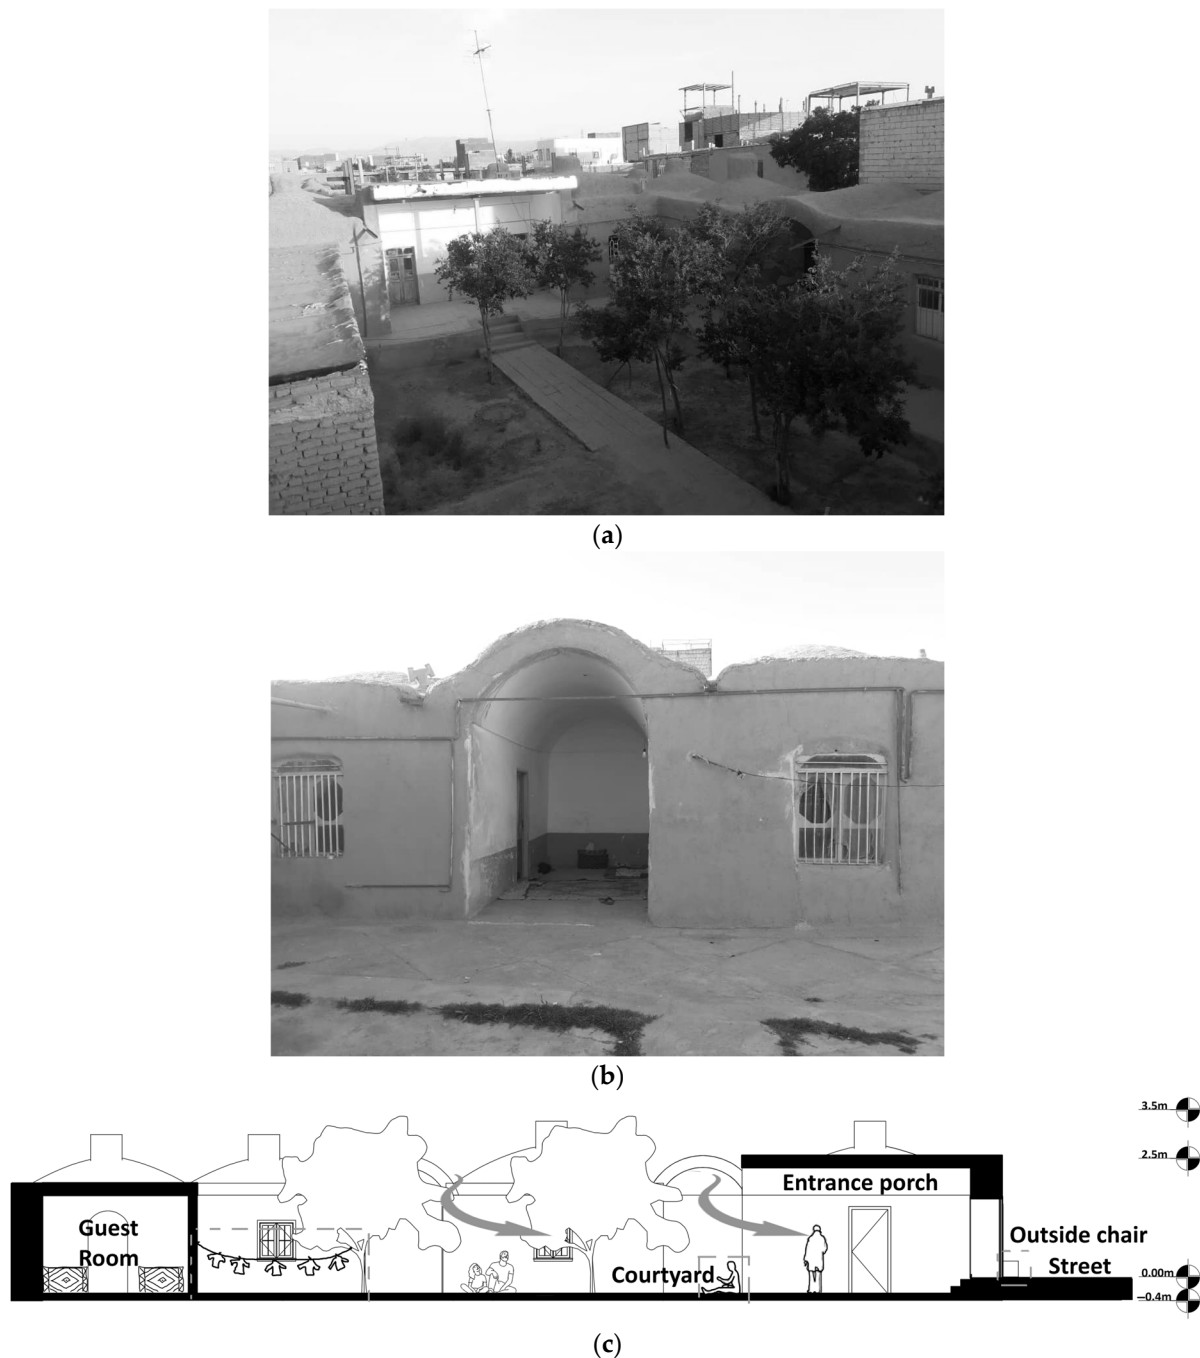 (a)
(b)
3.5m
2.5m
Entrance porch
Guest
Room
Outside chair
Courtyard
Street
0.00m
−0.4m
(c)